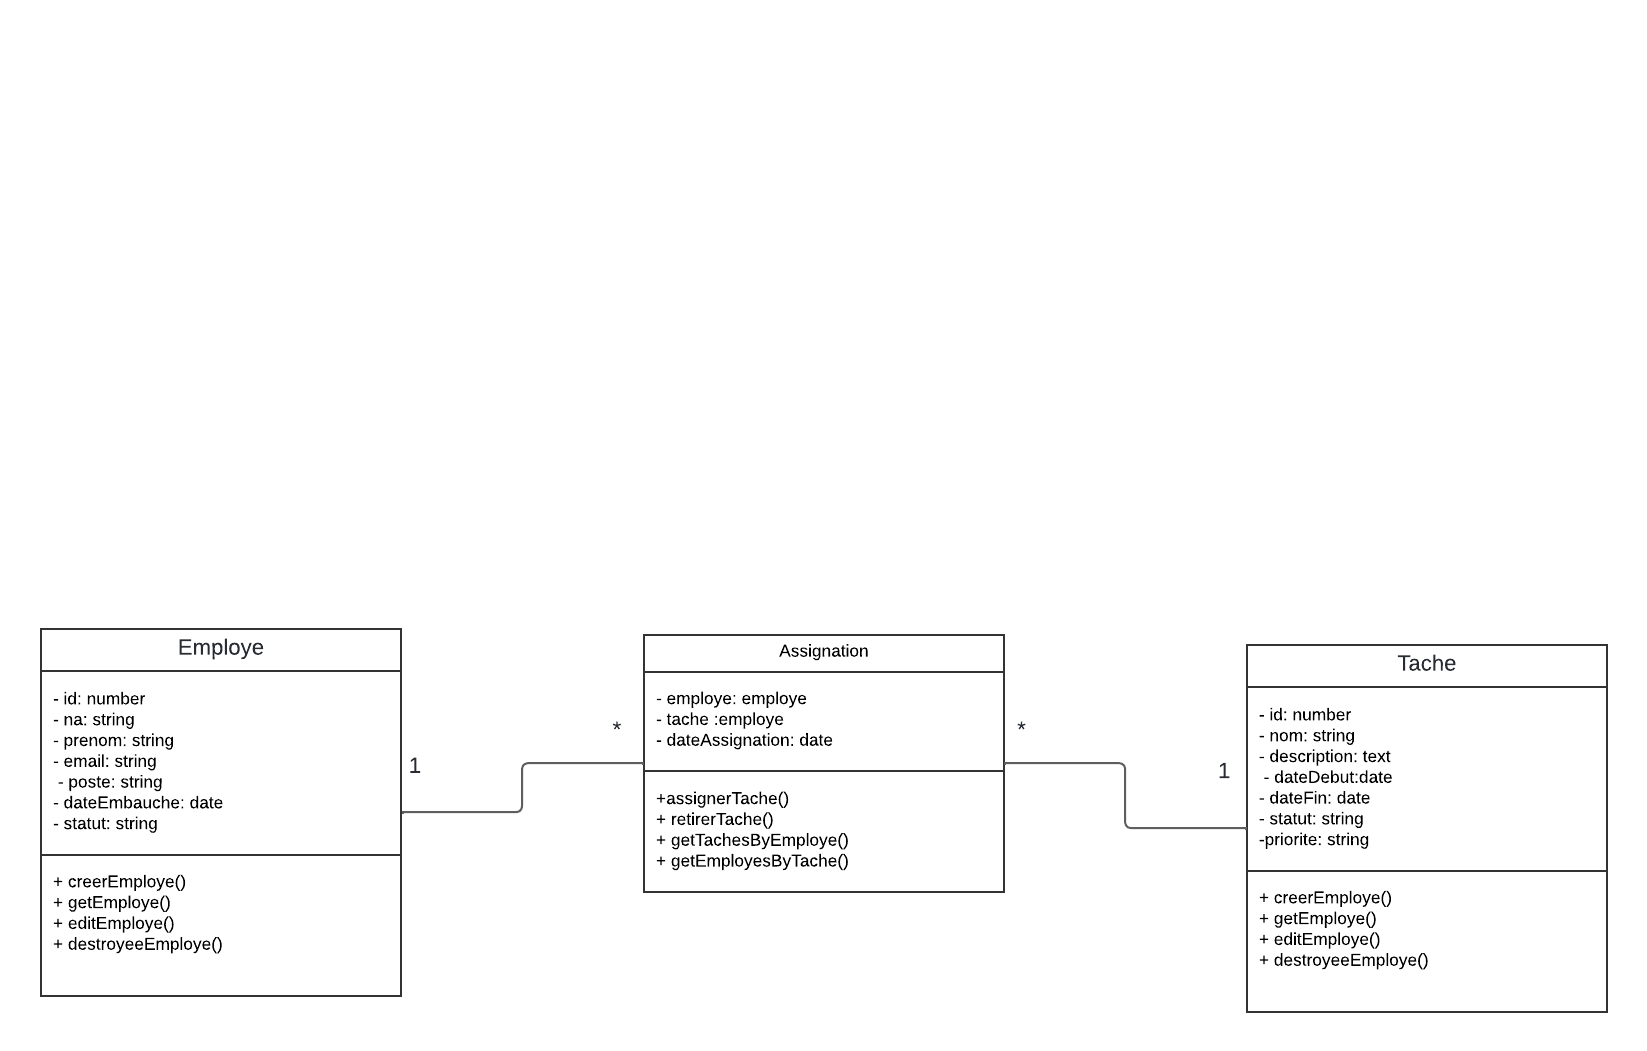 Employe
- id: number
- na: string
- prenom: string
- email: string
- poste: string
- dateEmbauche: date
- statut: string
+ creerEmploye()
+ getEmploye()
+ editEmploye()
+ destroyeeEmploye()
1
*
Assignation
- employe: employe
- tache :employe
- dateAssignation: date
+assignerTache()
+ retirerTache()
+ getTachesByEmploye()
+ getEmployesByTache()
*
1
Tache
- id: number
- nom: string
- description: text
- dateDebut:date
- dateFin: date
- statut: string
-priorite: string
+ creerEmploye()
+ getEmploye()
+ editEmploye()
+ destroyeeEmploye()